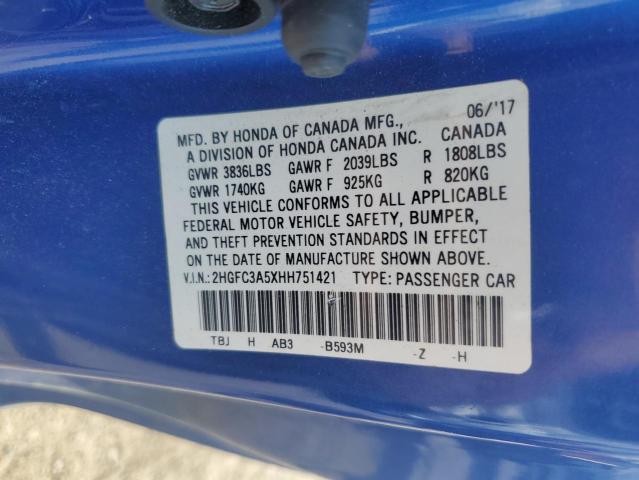 MFD. BY HONDA OF CANADA MFG., 06/'17
A DIVISION OF HONDA CANADA INC. CANADA
GVWR 3836LBS GAWR F 2039LBS R 1808LBS
GVWR 1740KG GAWR F 925KG R 820KG
THIS VEHICLE CONFORMS TO ALL APPLICABLE
FEDERAL MOTOR VEHICLE SAFETY, BUMPER,
AND THEFT PREVENTION STANDARDS IN EFFECT
ON THE DATE OF MANUFACTURE SHOWN ABOVE.
V.I.N.: 2HGFC3A5XHH751421 TYPE: PASSENGER CAR
TBJ H AB3 -B593M -Z -H